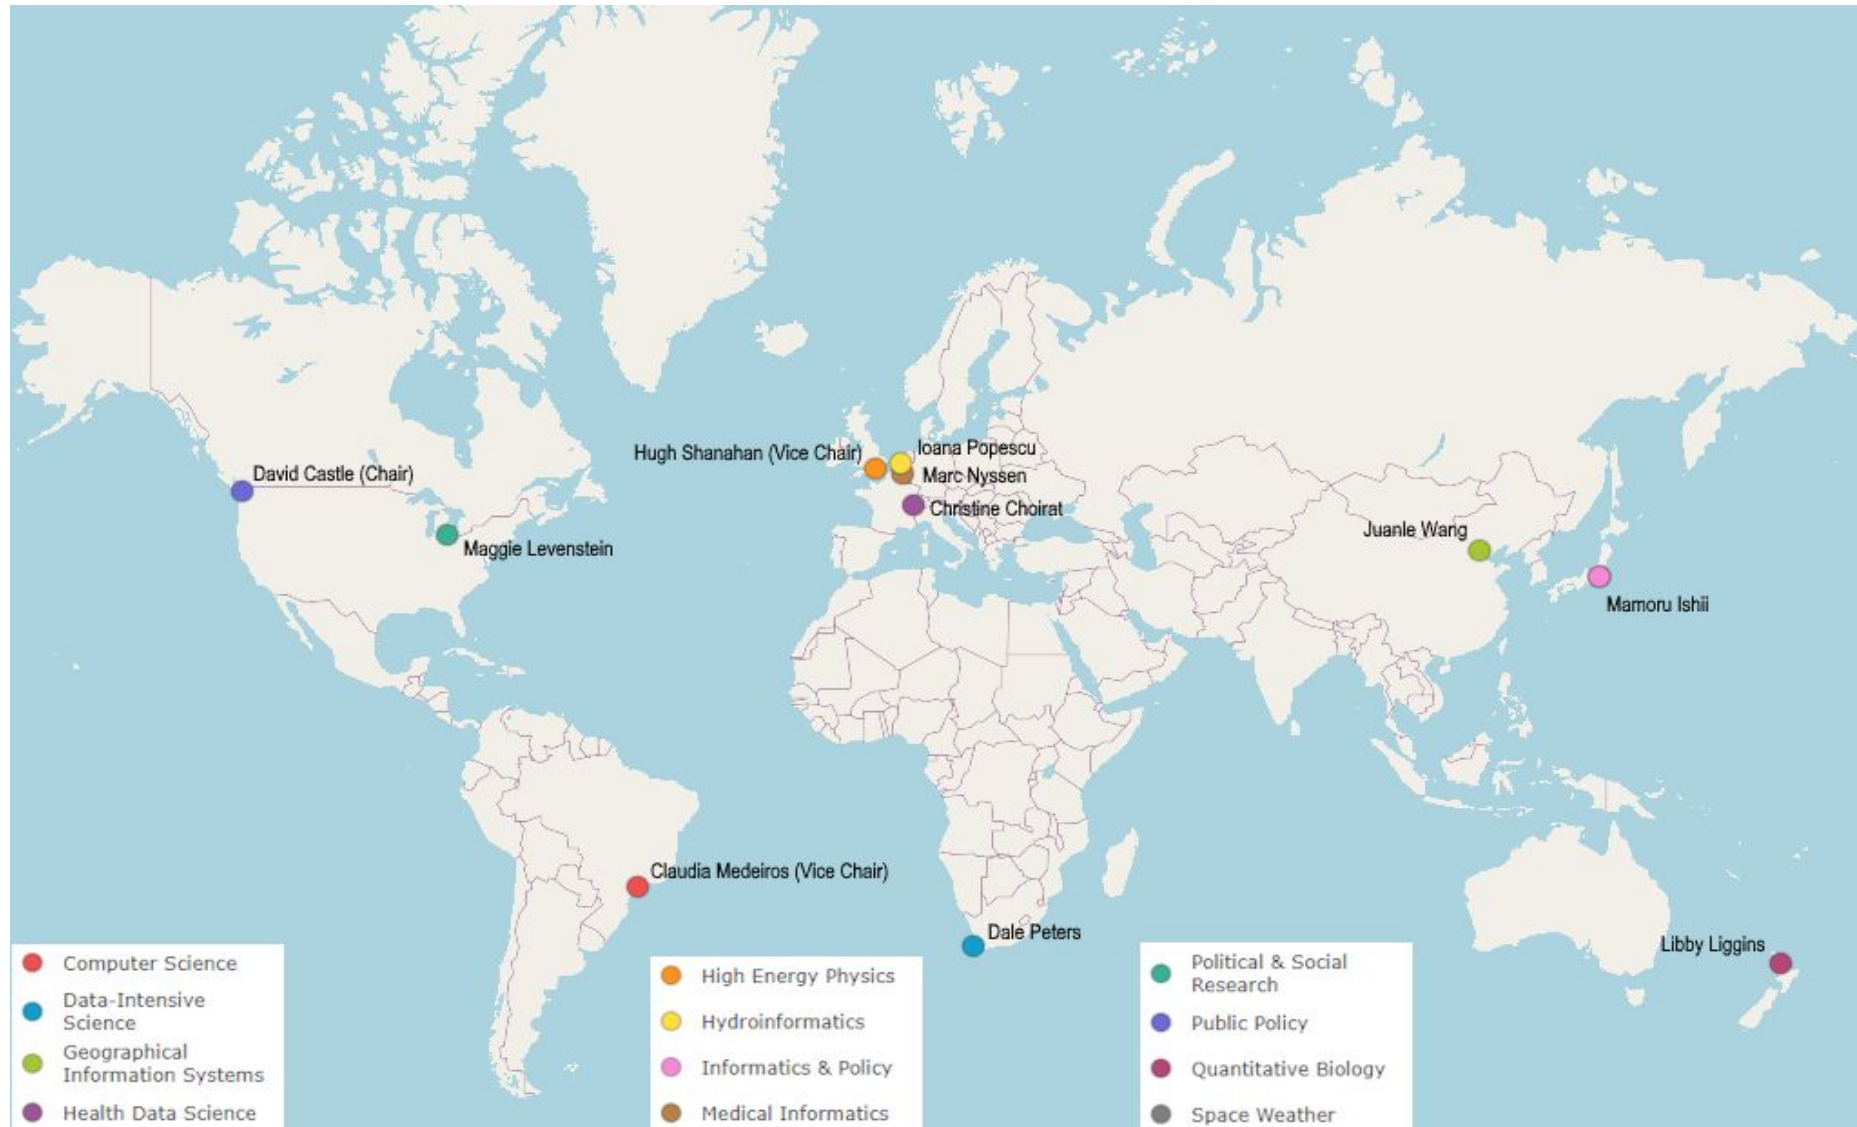 Hugh Shanahan (Vice Chair)
Ioana Popescu
Marc Nyssen
David Castle (Chair)
Christine Choirat
Maggie Levenstein
Juanle Wang
Mamoru Ishii
Claudia Medeiros (Vice Chair)
Dale Peters
Libby Liggins
Computer Science
Data-Intensive
Science
Geographical
Information Systems
Health Data Science
High Energy Physics
Hydroinformatics
Informatics & Policy
Medical Informatics
Political & Social
Research
Public Policy
Quantitative Biology
Space Weather